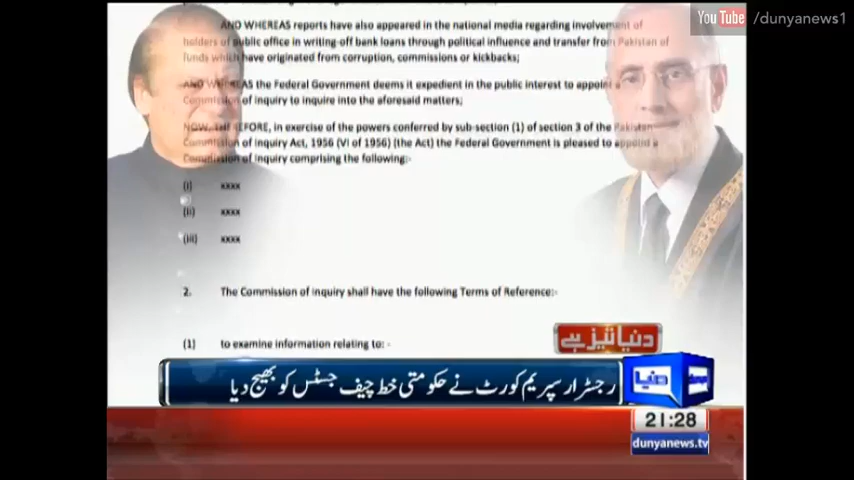 You Tube /dunyanews1
AND WHEREAS reports have also appeared in the national media regarding involvement of
holders of public office in writing-off bank loans through political influence and transfer from Pakistan of
funds which have originated from corruption, commissions or kickbacks;
AND WHEREAS the Federal Government deems it expedient in the public interest to appoint a
Commission of Inquiry to inquire into the aforesaid matters;
NOW, THEREFORE, in exercise of the powers conferred by sub-section (1) of section 3 of the Pakistan
Commission of Inquiry Act, 1956 (VI of 1956) (the Act) the Federal Government is pleased to appoint a
Commission of Inquiry comprising the following:-
(i) xxxx
(ii) xxxx
(iii) xxxx
2. The Commission of Inquiry shall have the following Terms of Reference:-
(1) to examine information relating to: -
دنیا تیز ہے
رجسٹرار سپریم کورٹ نے حکومتی خط چیف جسٹس کو بھیج دیا
دنیا
21:28
dunyanews.tv